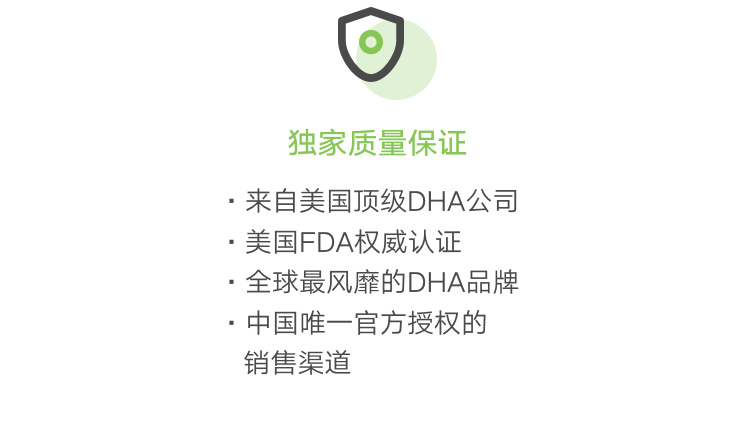 独家质量保证
· 来自美国顶级DHA公司
· 美国FDA权威认证
· 全球最风靡的DHA品牌
· 中国唯一官方授权的
销售渠道